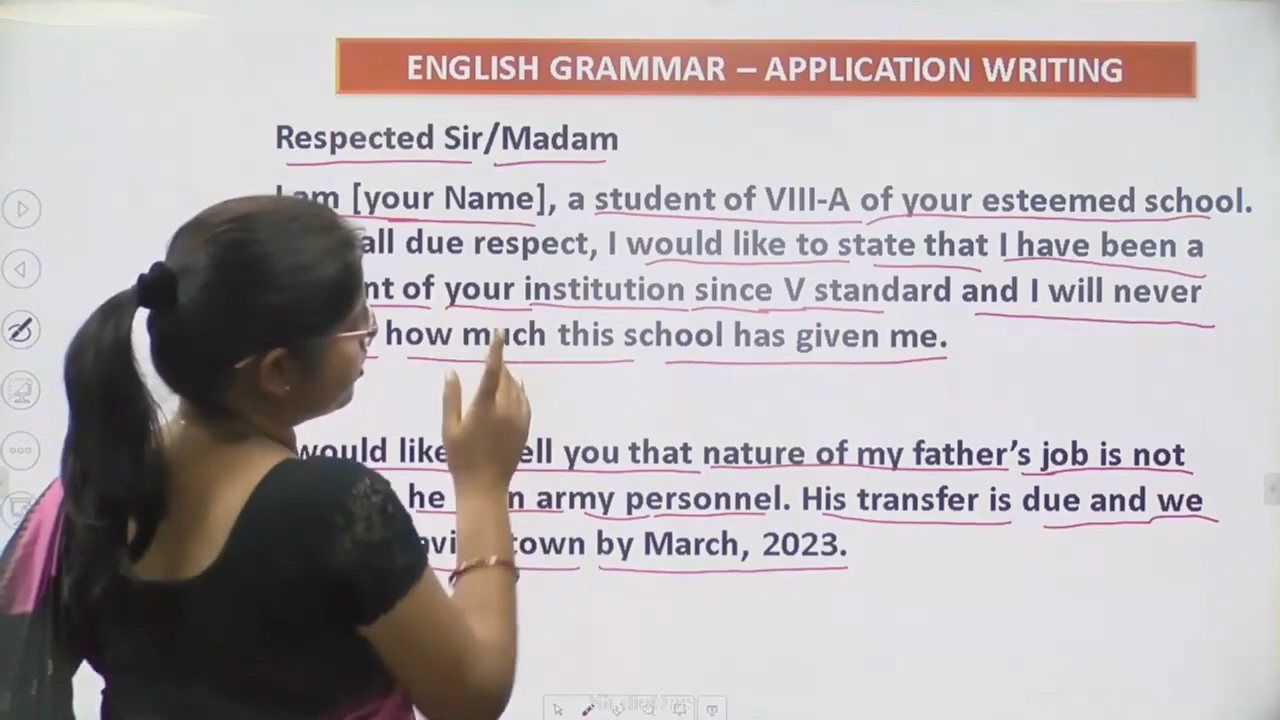 ENGLISH GRAMMAR – APPLICATION WRITING
Respected Sir/Madam
I am [your Name], a student of VIII-A of your esteemed school.
all due respect, I would like to state that I have been a
of your institution since V standard and I will never
how much this school has given me.
would like you that nature of my father's job is not
he army personnel. His transfer is due and we
town by March, 2023.